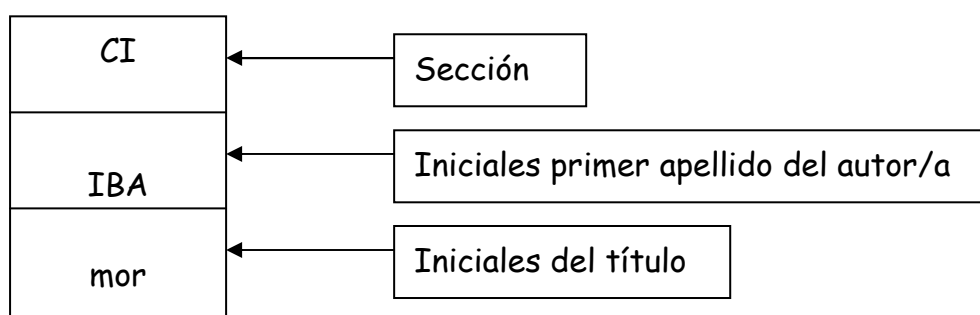 CI
Sección
IBA
Iniciales primer apellido del autor/a
mor
Iniciales del título